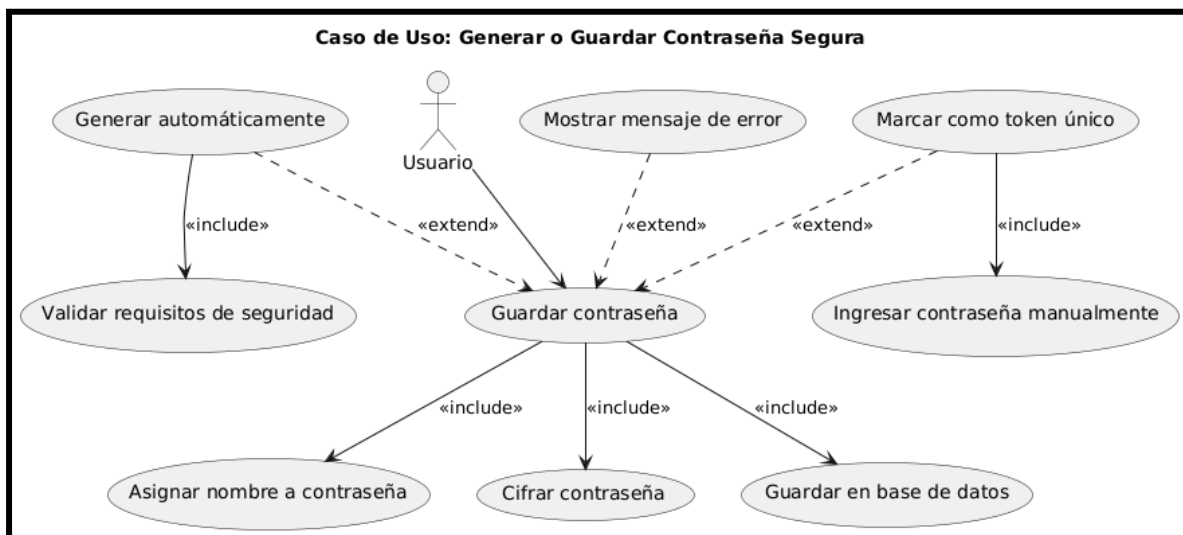 Caso de Uso: Generar o Guardar Contraseña Segura
Generar automáticamente
Usuario
Mostrar mensaje de error
Marcar como token único
«include»
«extend»
«extend»
«extend»
«include»
Validar requisitos de seguridad
Guardar contraseña
Ingresar contraseña manualmente
«include»
«include»
«include»
Asignar nombre a contraseña
Cifrar contraseña
Guardar en base de datos